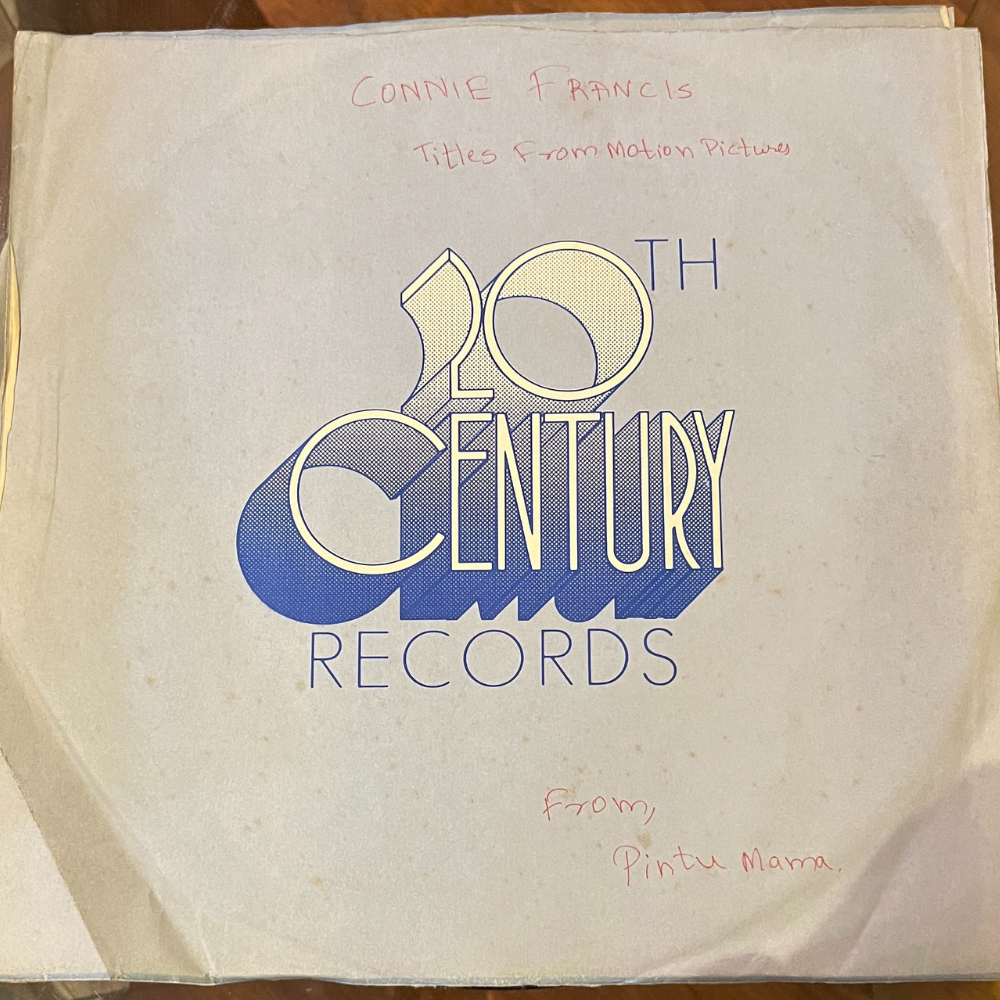 CONNIE FRANCIS
Titles From Motion Pictures
20TH
CENTURY
RECORDS
From,
Pintu Mama.